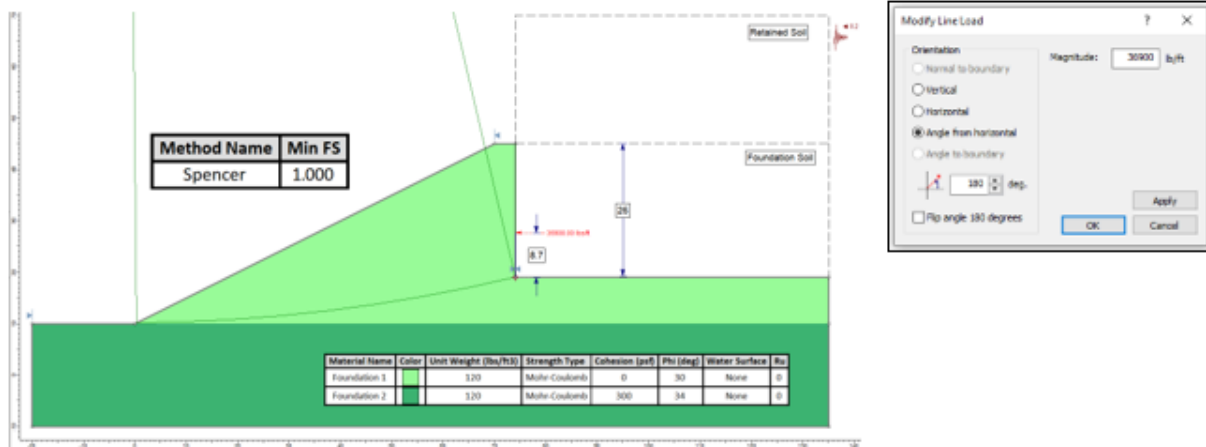 Retained Soil
0.2
Method Name Min FS
Spencer 1.000
Foundation Soil
26
8.7
Material Name Color Unit Weight (lbs/ft3) Strength Type Cohesion (psf) Phi (deg) Water Surface Ru
Foundation 1 120 Mohr-Coulomb 0 30 None 0
Foundation 2 120 Mohr-Coulomb 300 34 None 0
Modify Line Load ? ×
Orientation
Normal to boundary
Vertical
Horizontal
Angle from horizontal
Angle to boundary
180 deg.
Flip angle 180 degrees
Magnitude: 36900 lb/ft
Apply
OK Cancel